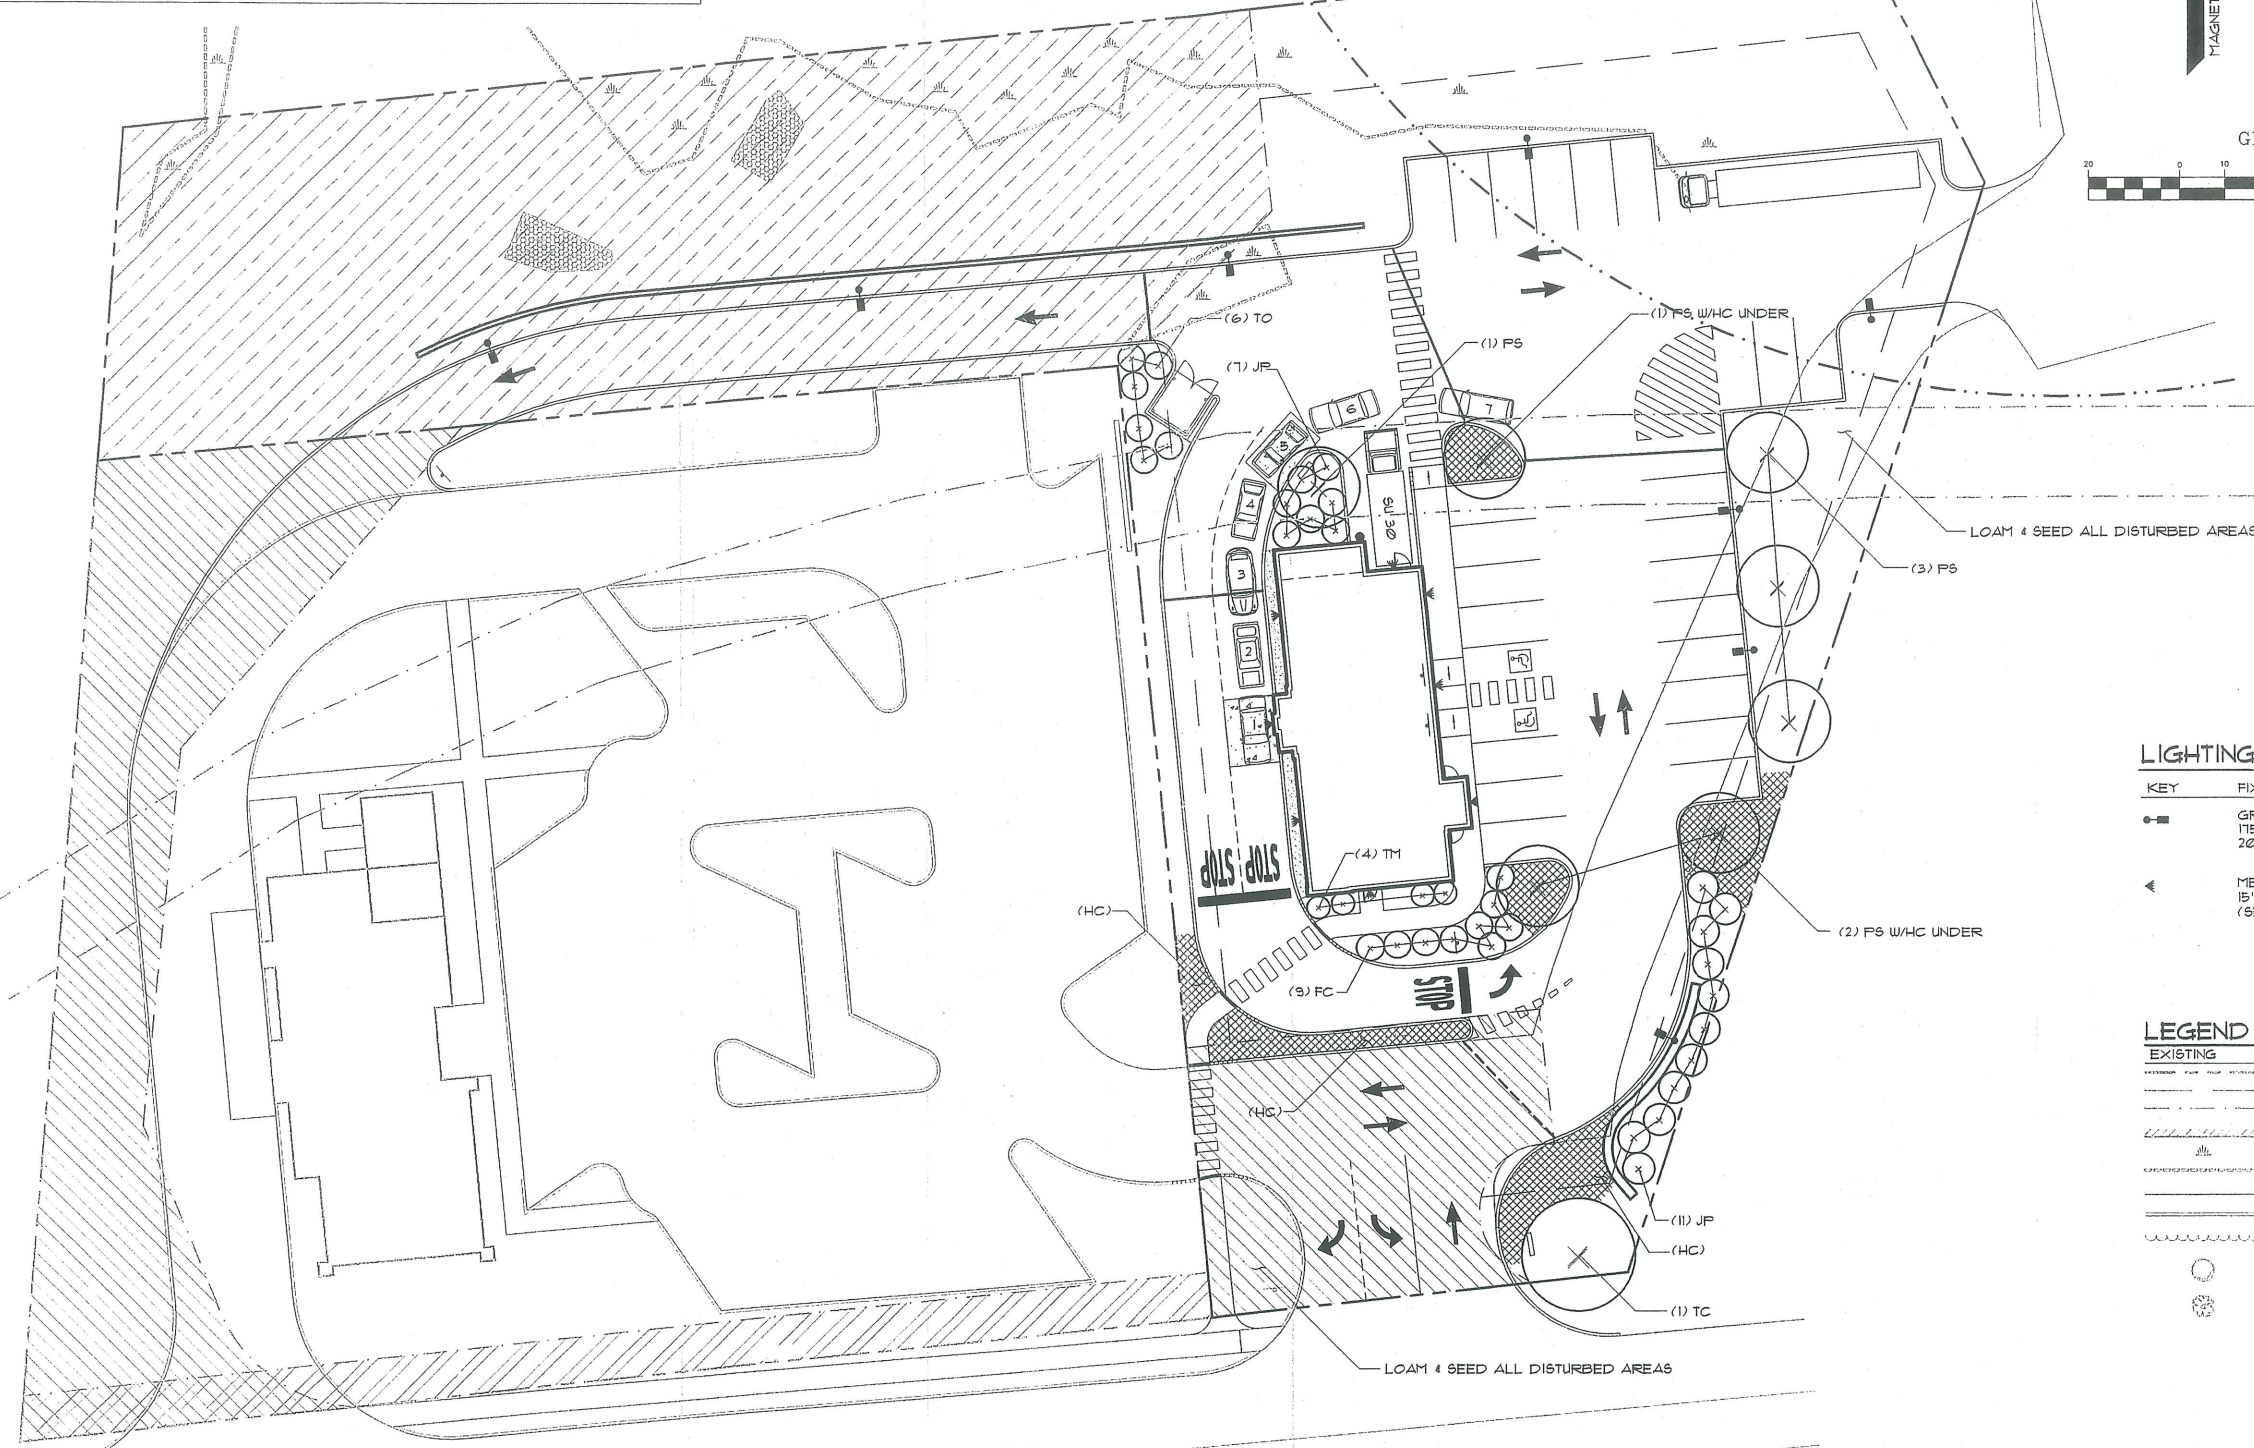 MAGNET
G
20
0
10
(6) TO
(1) PS W/HC UNDER
(1) PS
(7) JP
6
7
5
4
SU 30
LOAM & SEED ALL DISTURBED AREAS
(3) PS
3
2
1
LIGHTING
KEY
FIX
STOP
STOP
(4) TM
(HC)
(2) PS W/HC UNDER
(9) FC
STOP
LEGEND
EXISTING
(HC)
(11) JP
(HC)
(1) TC
LOAM & SEED ALL DISTURBED AREAS